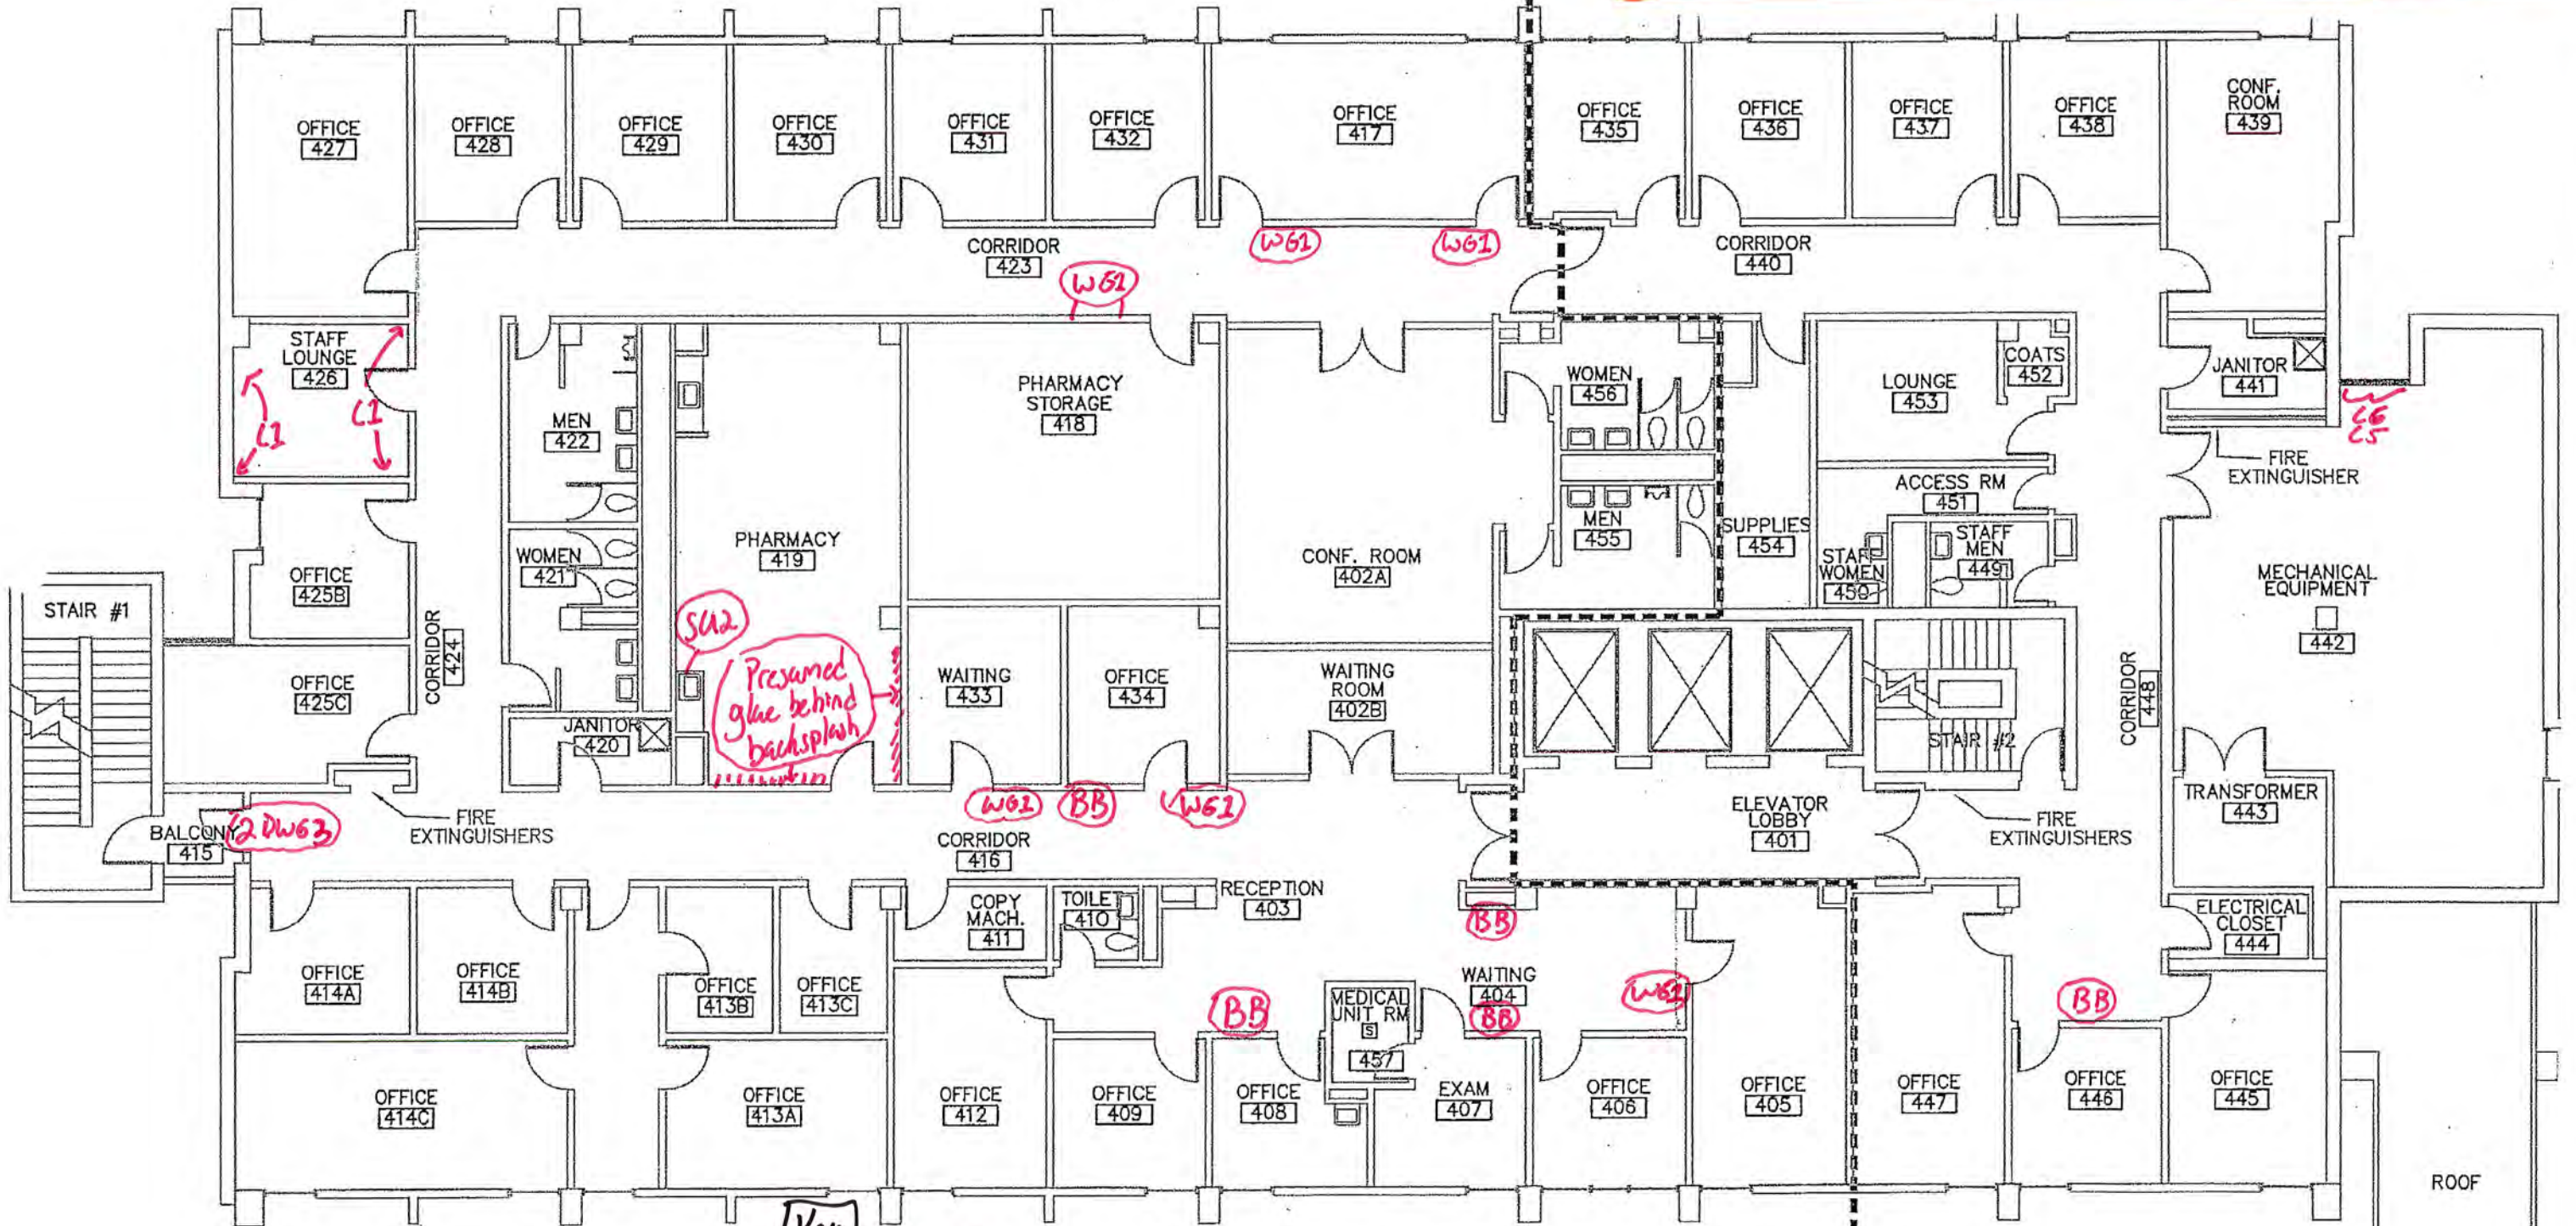 OFFICE
427
OFFICE
428
OFFICE
429
OFFICE
430
OFFICE
431
OFFICE
432
OFFICE
417
OFFICE
435
OFFICE
436
OFFICE
437
OFFICE
438
CONF.
ROOM
439
CORRIDOR
423
WG1
WG1
WG1
CORRIDOR
440
STAFF
LOUNGE
426
L1
L1
MEN
422
PHARMACY
STORAGE
418
WOMEN
456
LOUNGE
453
COATS
452
JANITOR
441
L6
L5
FIRE
EXTINGUISHER
ACCESS RM
451
MEN
455
SUPPLIES
454
STAFF
WOMEN
450
STAFF
MEN
449
PHARMACY
419
WOMEN
421
CONF. ROOM
402A
OFFICE
425B
STAIR #1
MECHANICAL
EQUIPMENT
442
CORRIDOR
424
SU2
Presumed
glue behind
backsplash
OFFICE
425C
WAITING
433
OFFICE
434
WAITING
ROOM
402B
CORRIDOR
448
JANITOR
420
STAIR #2
WG1
BB
WG1
TRANSFORMER
443
BALCONY
415
2DWG3
FIRE
EXTINGUISHERS
CORRIDOR
416
ELEVATOR
LOBBY
401
FIRE
EXTINGUISHERS
RECEPTION
403
COPY
MACH.
411
TOILET
410
BB
ELECTRICAL
CLOSET
444
OFFICE
414A
OFFICE
414B
OFFICE
413B
OFFICE
413C
WAITING
404
BB
WG1
BB
MEDICAL
UNIT RM
S
457
BB
OFFICE
414C
OFFICE
413A
OFFICE
412
OFFICE
409
OFFICE
408
EXAM
407
OFFICE
406
OFFICE
405
OFFICE
447
OFFICE
446
OFFICE
445
ROOF